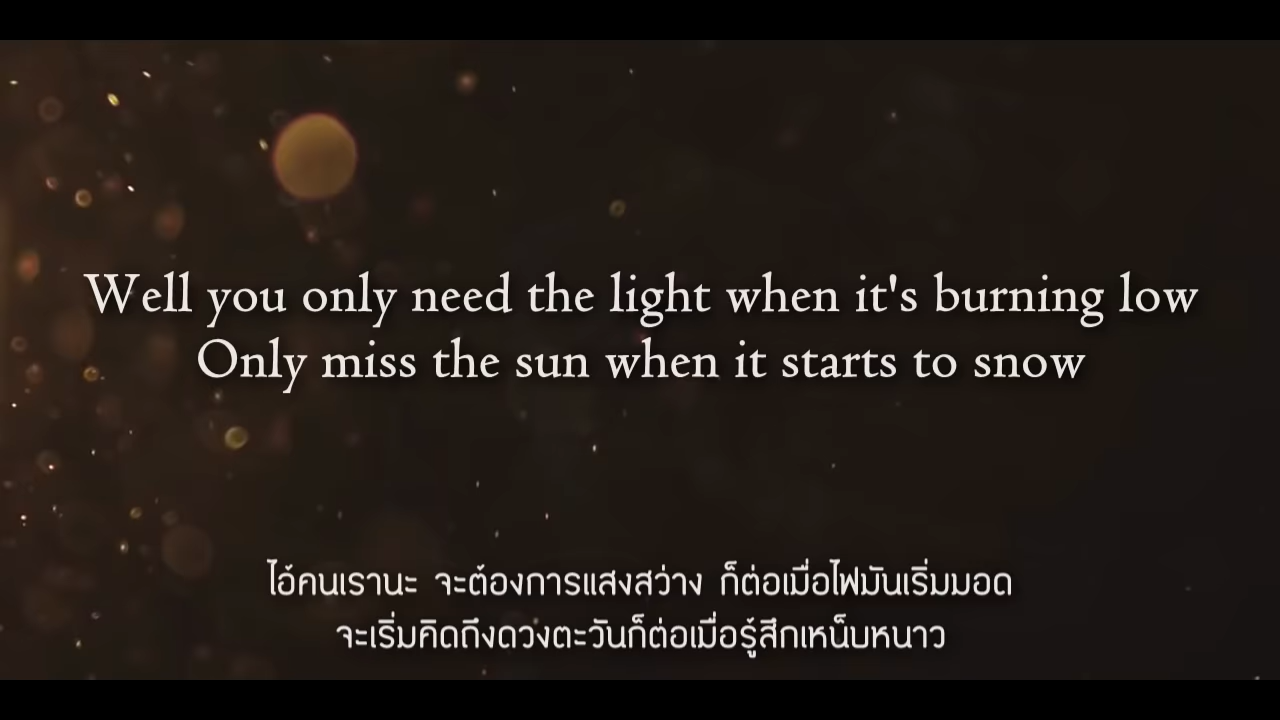 Well you only need the light when it's burning low
Only miss the sun when it starts to snow
ไอ้คนเรานะ จะต้องการแสงสว่าง ก็ต่อเมื่อไฟมันเริ่มมอด
จะเริ่มคิดถึงดวงตะวันก็ต่อเมื่อรู้สึกเหน็บหนาว